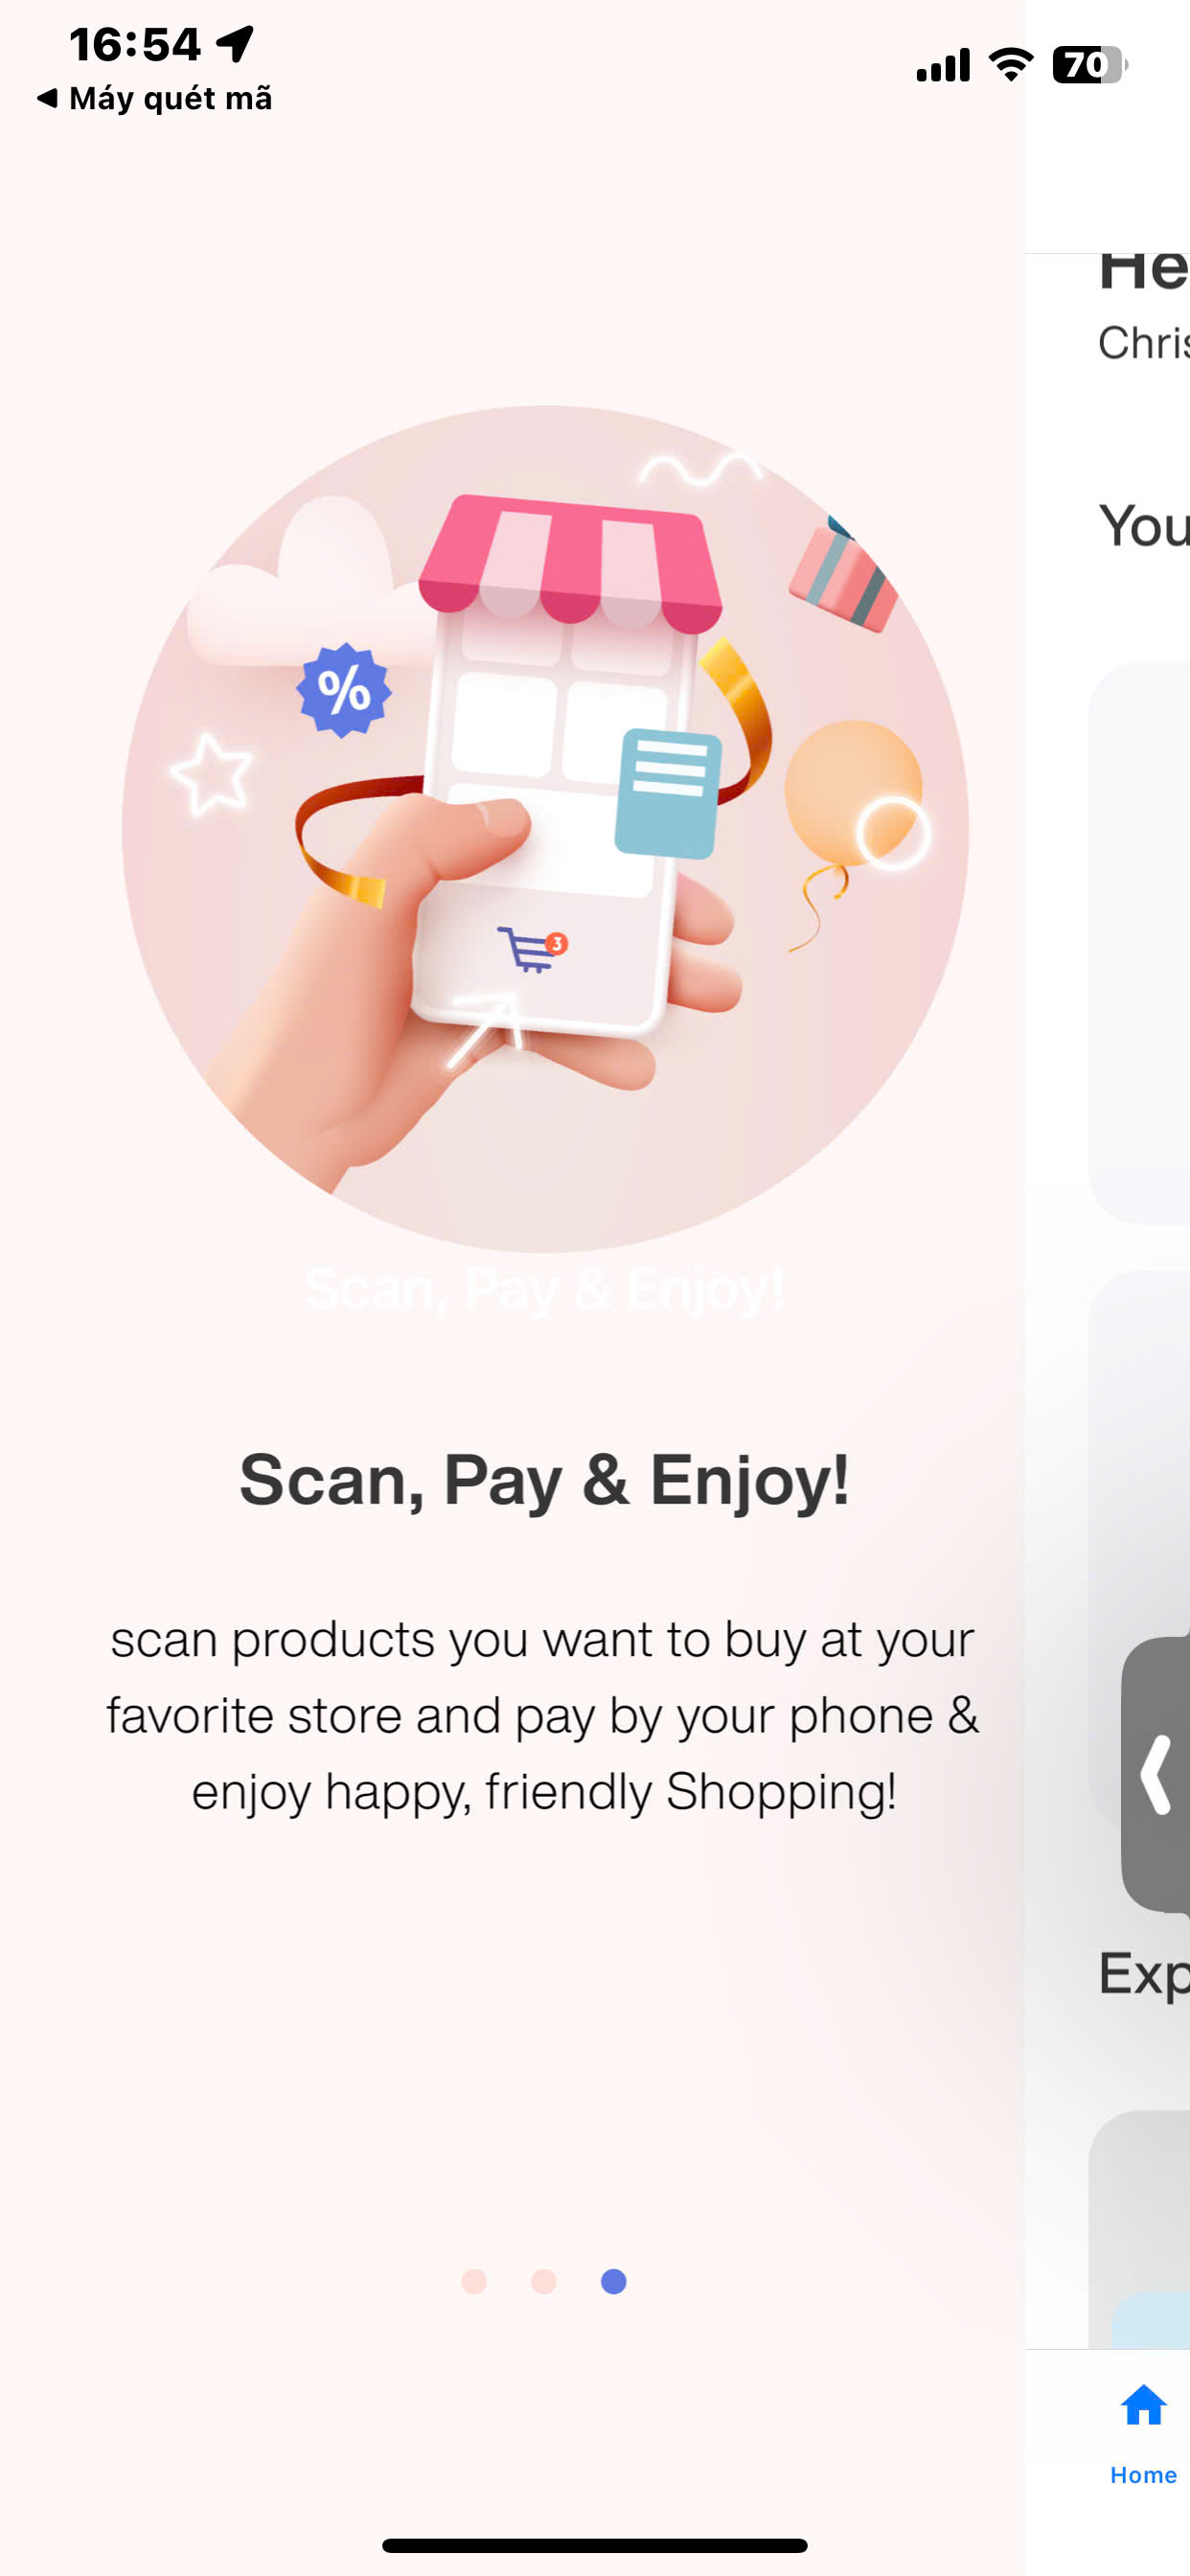 16:54
70
Máy quét mã
He
Chris
You
%
3
Scan, Pay & Enjoy!
Scan, Pay & Enjoy!
scan products you want to buy at your
favorite store and pay by your phone &
enjoy happy, friendly Shopping!
Exp
Home